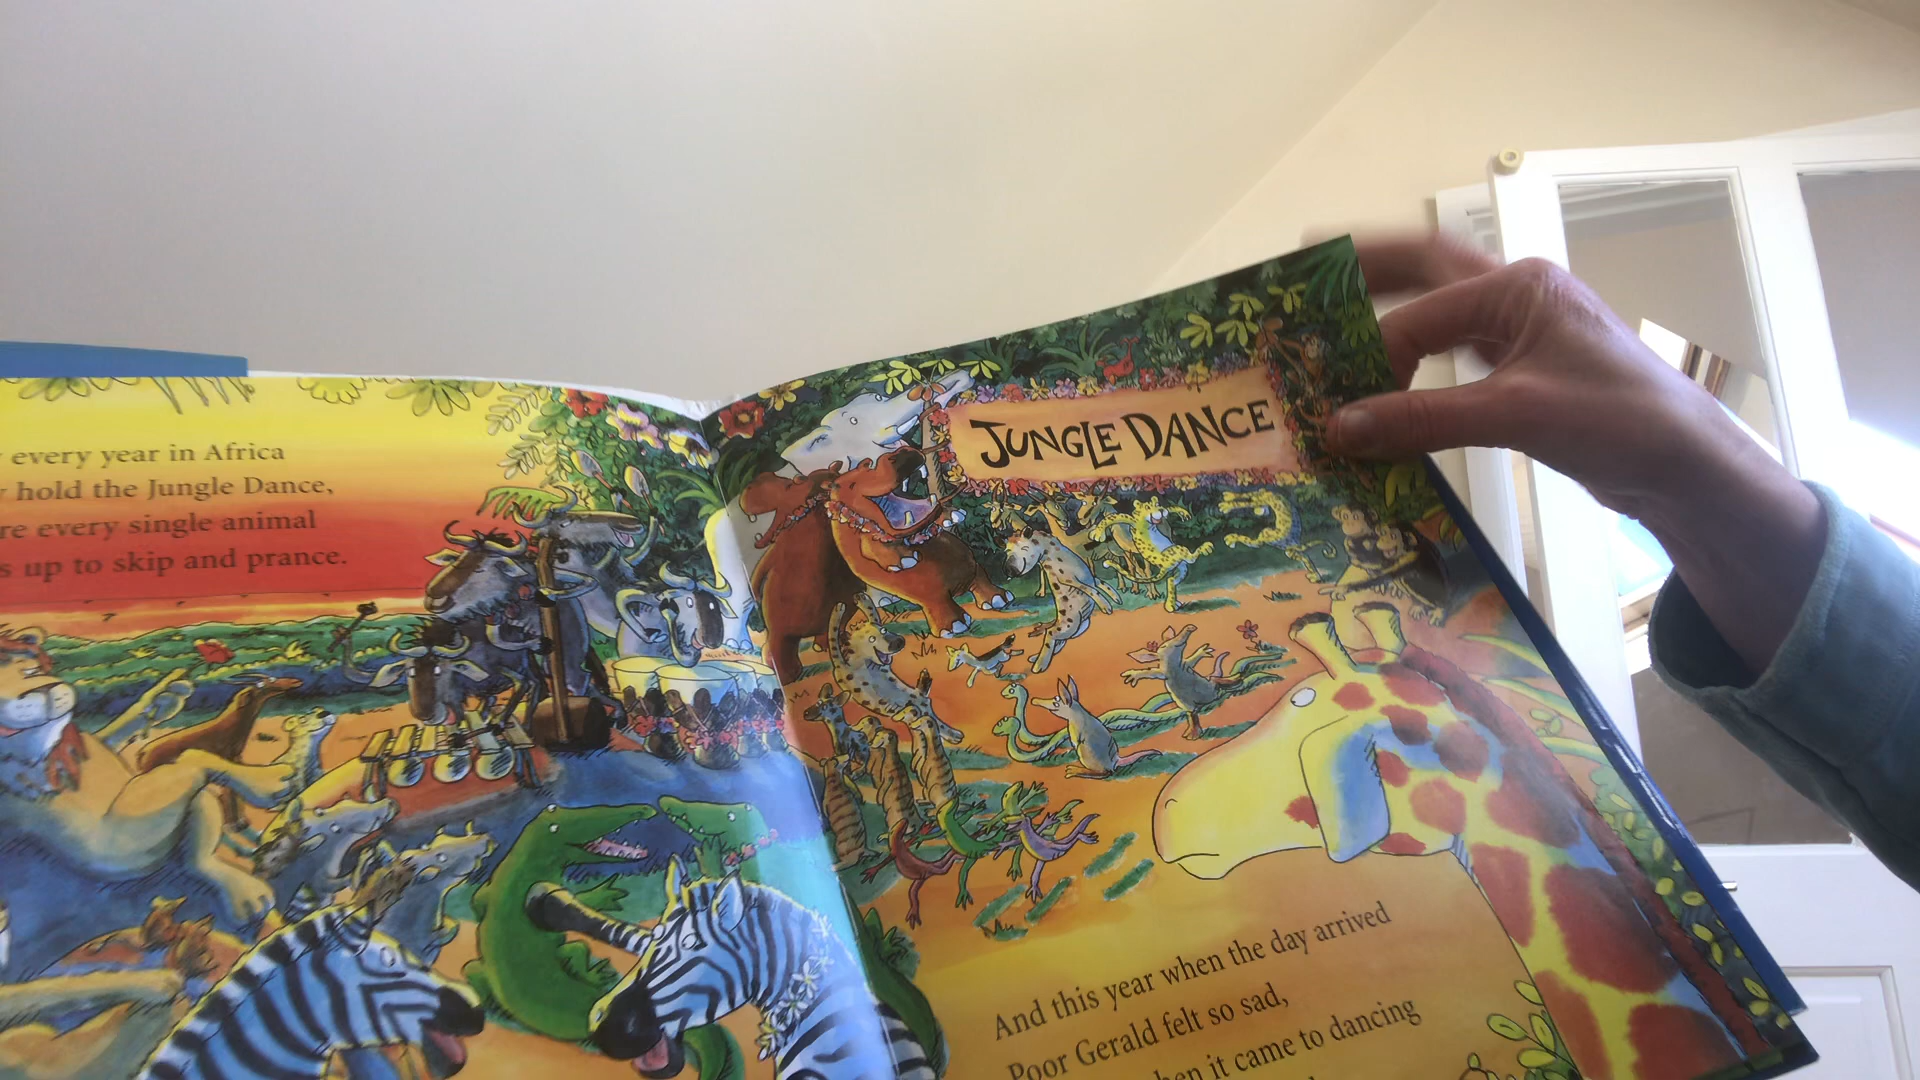 every year in Africa
hold the Jungle Dance,
every single animal
up to skip and prance.
JUNGLE DANCE
And this year when the day arrived
Poor Gerald felt so sad,
it came to dancing